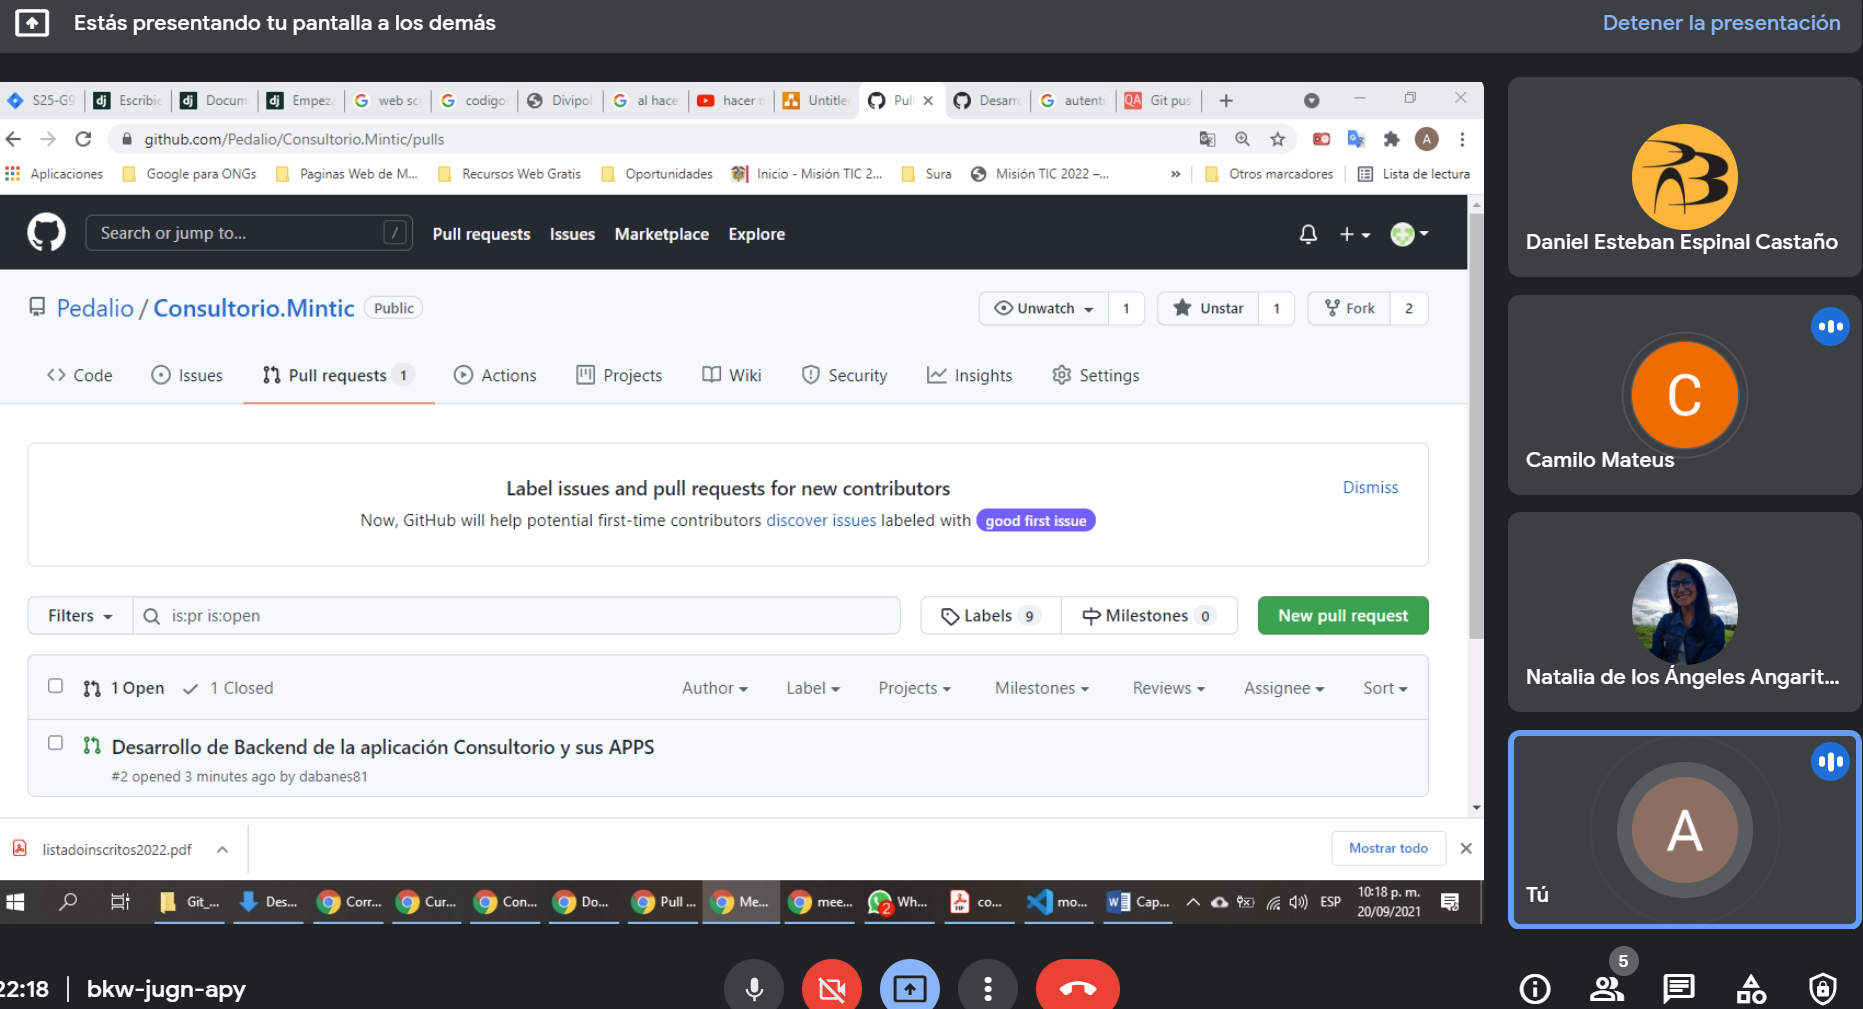 Estás presentando tu pantalla a los demás
Detener la presentación
S25-G9
Escribie
Docum
Empeza
web scr
codigo
Divipol
al hace
hacer n
Untitle
Pul
Desarro
autenti
Git pus
github.com/Pedalio/Consultorio.Mintic/pulls
A
Aplicaciones
Google para ONGs
Paginas Web de M...
Recursos Web Gratis
Oportunidades
Inicio - Misión TIC 2...
Sura
Misión TIC 2022 –...
»
Otros marcadores
Lista de lectura
Search or jump to...
/
Pull requests
Issues
Marketplace
Explore
Pedalio / Consultorio.Mintic
Public
Unwatch 1
Unstar 1
Fork 2
Code
Issues
Pull requests 1
Actions
Projects
Wiki
Security
Insights
Settings
Label issues and pull requests for new contributors
Dismiss
Now, GitHub will help potential first-time contributors discover issues labeled with good first issue
Filters
is:pr is:open
Labels 9
Milestones 0
New pull request
1 Open
1 Closed
Author
Label
Projects
Milestones
Reviews
Assignee
Sort
Desarrollo de Backend de la aplicación Consultorio y sus APPS
#2 opened 3 minutes ago by dabanes81
listadoinscritos2022.pdf
Mostrar todo
Git_...
Des...
Corr...
Cur...
Con...
Do...
Pull ...
Me...
mee...
2
Wh...
co...
mo...
Cap...
ESP
10:18 p. m.
20/09/2021
Daniel Esteban Espinal Castaño
C
Camilo Mateus
Natalia de los Ángeles Angarit...
A
Tú
22:18 | bkw-jugn-apy
5